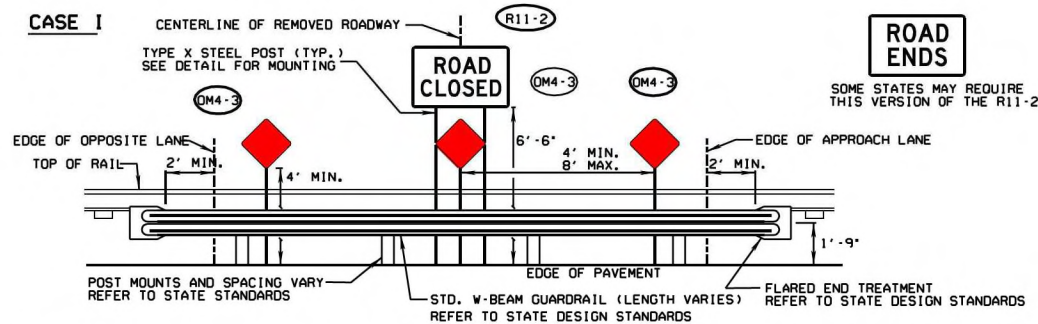 CASE I
CENTERLINE OF REMOVED ROADWAY
R11-2
TYPE X STEEL POST (TYP.)
SEE DETAIL FOR MOUNTING
ROAD
CLOSED
ROAD
ENDS
SOME STATES MAY REQUIRE
THIS VERSION OF THE R11-2
OM4-3
OM4-3
OM4-3
EDGE OF OPPOSITE LANE
EDGE OF APPROACH LANE
TOP OF RAIL
2' MIN.
4' MIN.
6'-6"
4' MIN.
8' MAX.
2' MIN.
1'-9"
EDGE OF PAVEMENT
POST MOUNTS AND SPACING VARY
REFER TO STATE STANDARDS
STD. W-BEAM GUARDRAIL (LENGTH VARIES)
REFER TO STATE DESIGN STANDARDS
FLARED END TREATMENT
REFER TO STATE DESIGN STANDARDS